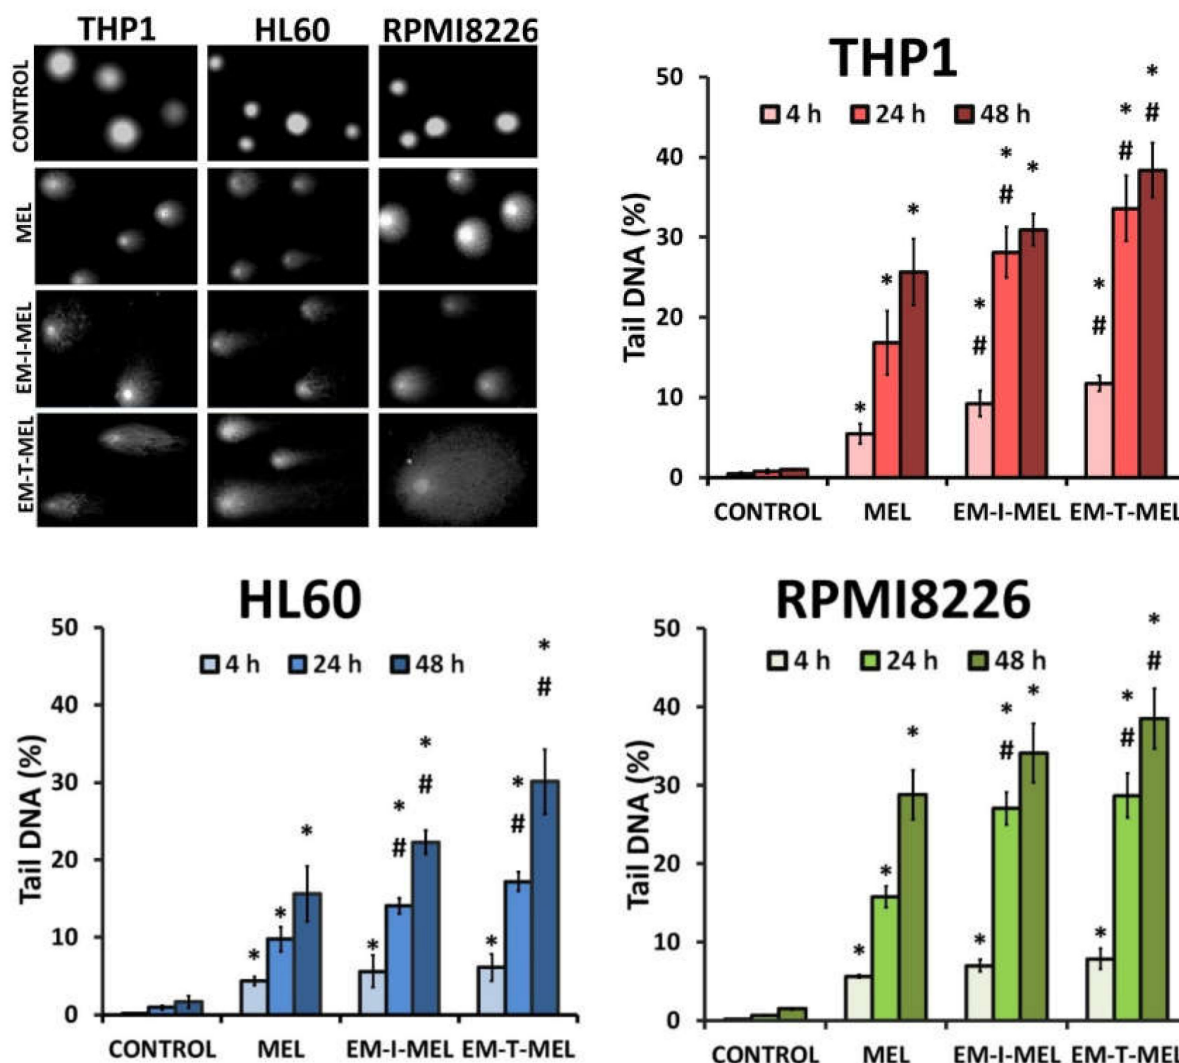 THP1 HL60 RPMI8226
CONTROL
MEL
EM-I-MEL
EM-T-MEL
THP1
4 h 24 h 48 h
Tail DNA (%)
50
40
30
20
10
0
* * *
* # * # *
* # * # * #
CONTROL MEL EM-I-MEL EM-T-MEL
HL60
4 h 24 h 48 h
Tail DNA (%)
50
40
30
20
10
0
* * *
* * # * #
* * # * #
CONTROL MEL EM-I-MEL EM-T-MEL
RPMI8226
4 h 24 h 48 h
Tail DNA (%)
50
40
30
20
10
0
* * *
* * # *
* * # * #
CONTROL MEL EM-I-MEL EM-T-MEL